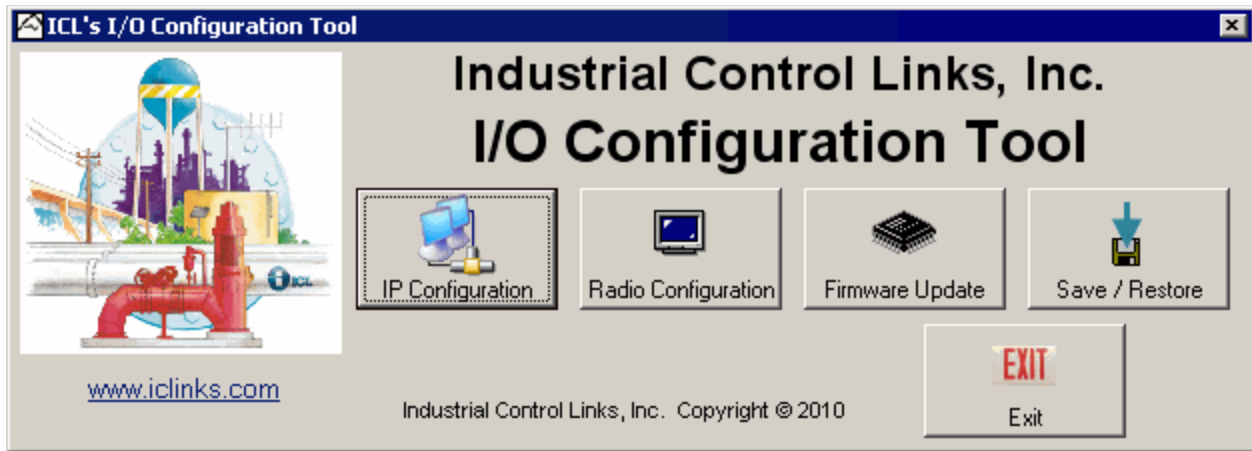 ICL's I/O Configuration Tool
Industrial Control Links, Inc.
I/O Configuration Tool
IP Configuration
Radio Configuration
Firmware Update
Save / Restore
ICL
www.iclinks.com
EXIT
Exit
Industrial Control Links, Inc. Copyright © 2010